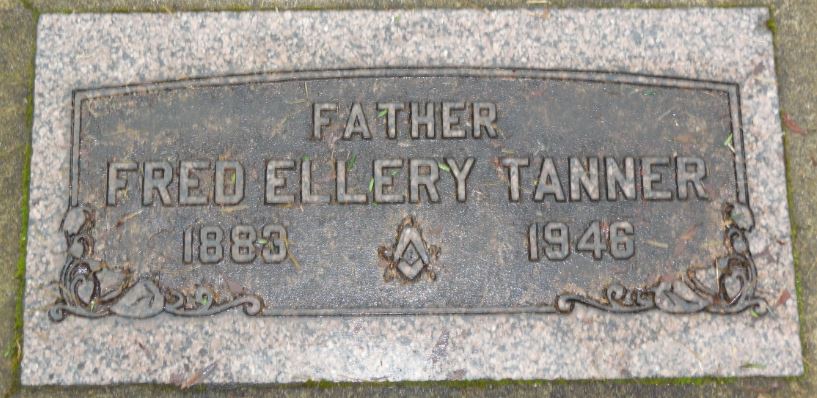 FATHER
FRED ELLERY TANNER
1883 1946